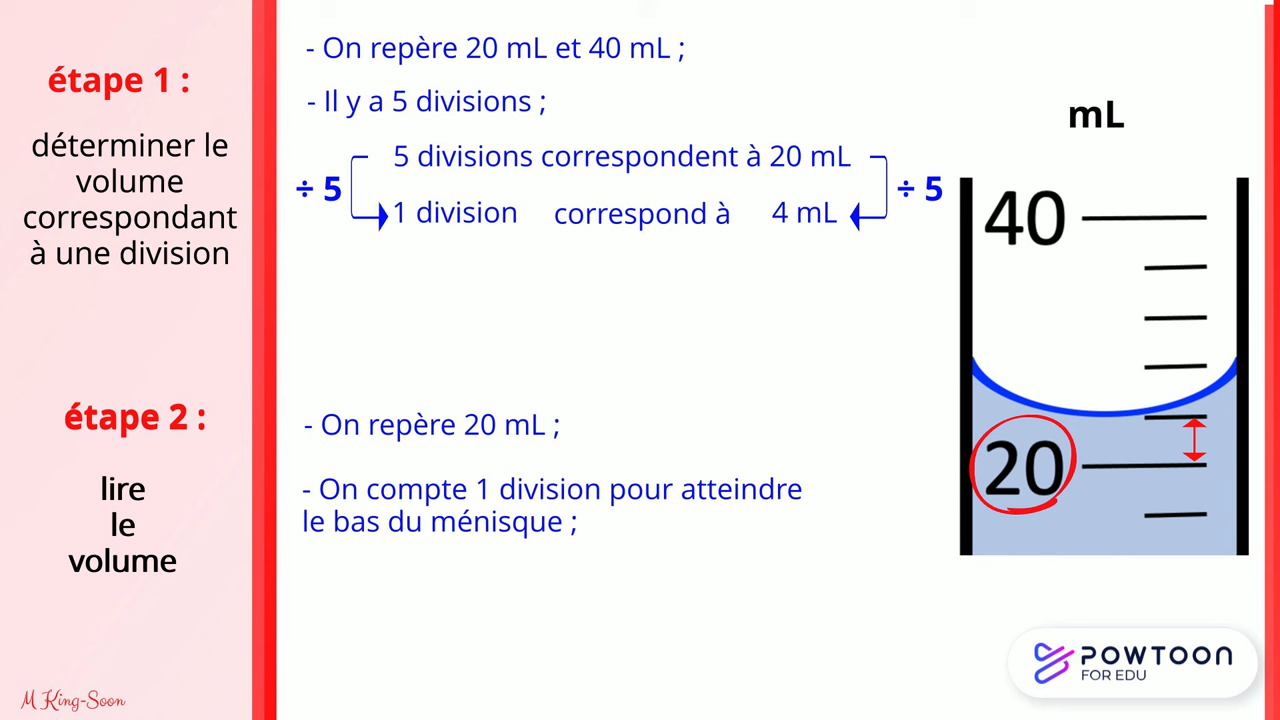 étape 1 :
déterminer le
volume
correspondant
à une division
- On repère 20 mL et 40 mL ;
- Il y a 5 divisions ;
5 divisions correspondent à 20 mL
÷ 5
÷ 5
1 division correspond à 4 mL
étape 2 :
lire
le
volume
- On repère 20 mL ;
- On compte 1 division pour atteindre
le bas du ménisque ;
mL
40
20
M King-Soon
POWTOON
FOR EDU